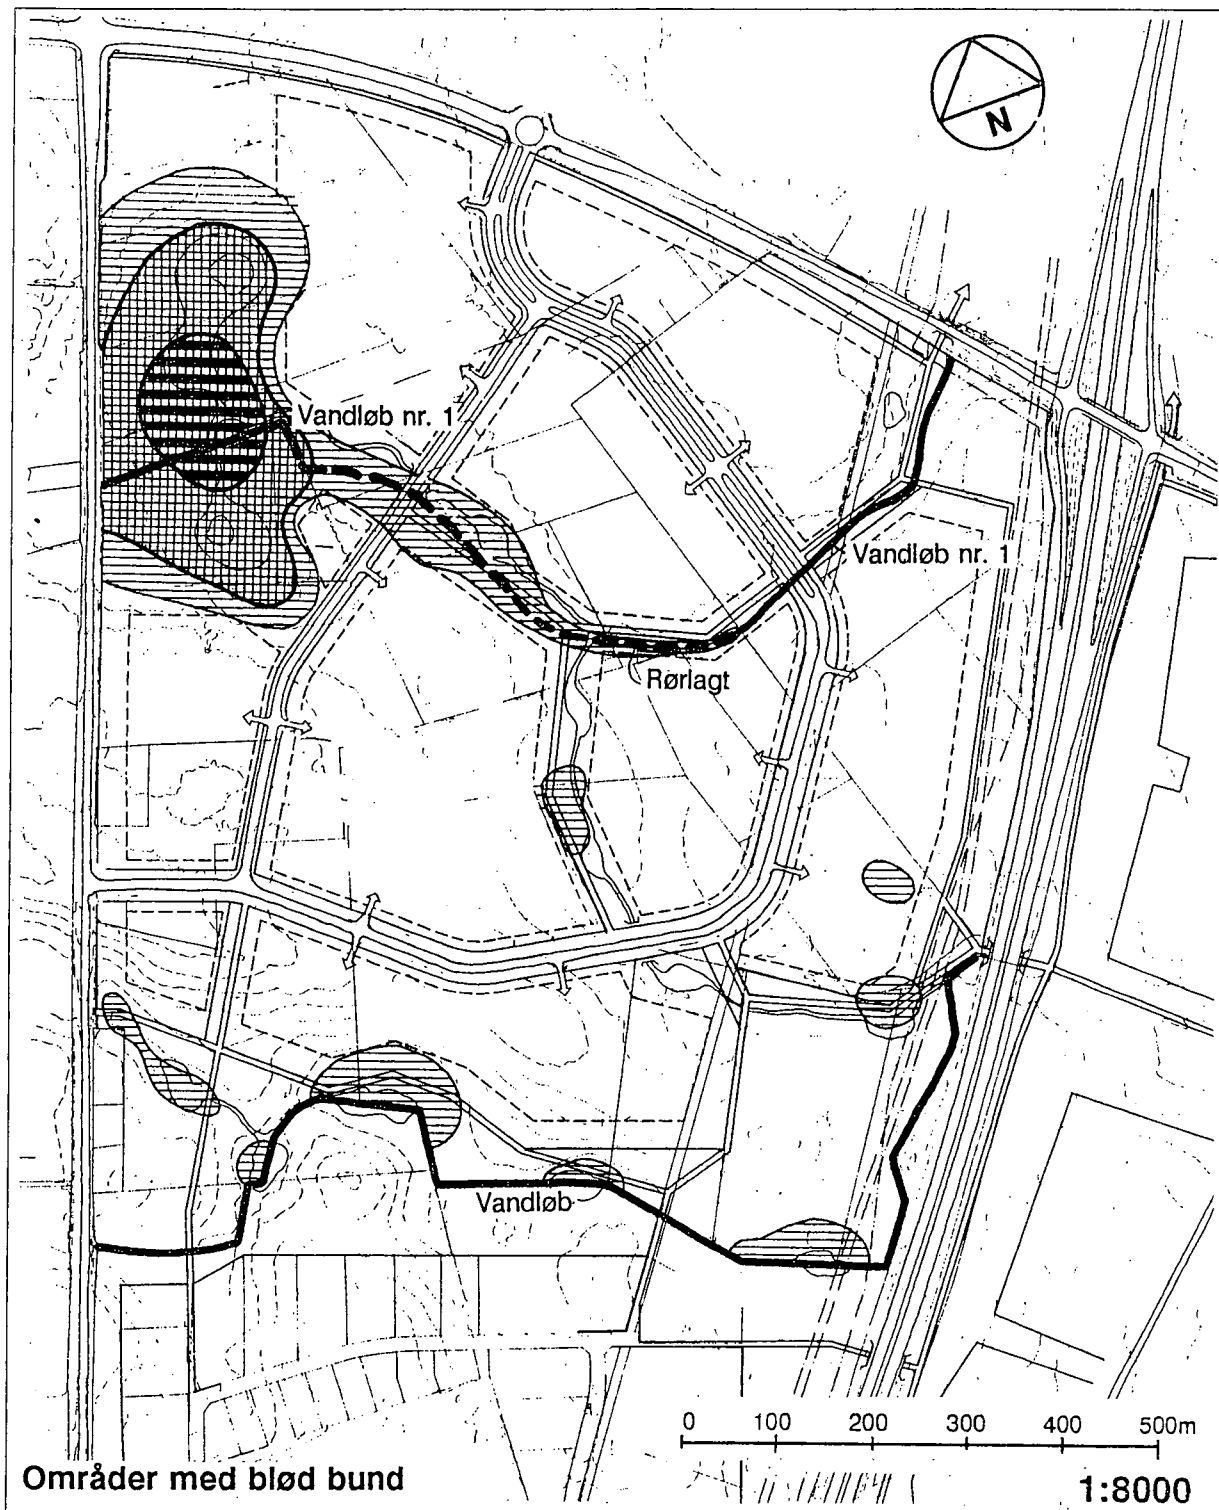 N
Vandløb nr. 1
Vandløb nr. 1
Rørlagt
Vandløb
0 100 200 300 400 500m
Områder med blød bund
1:8000